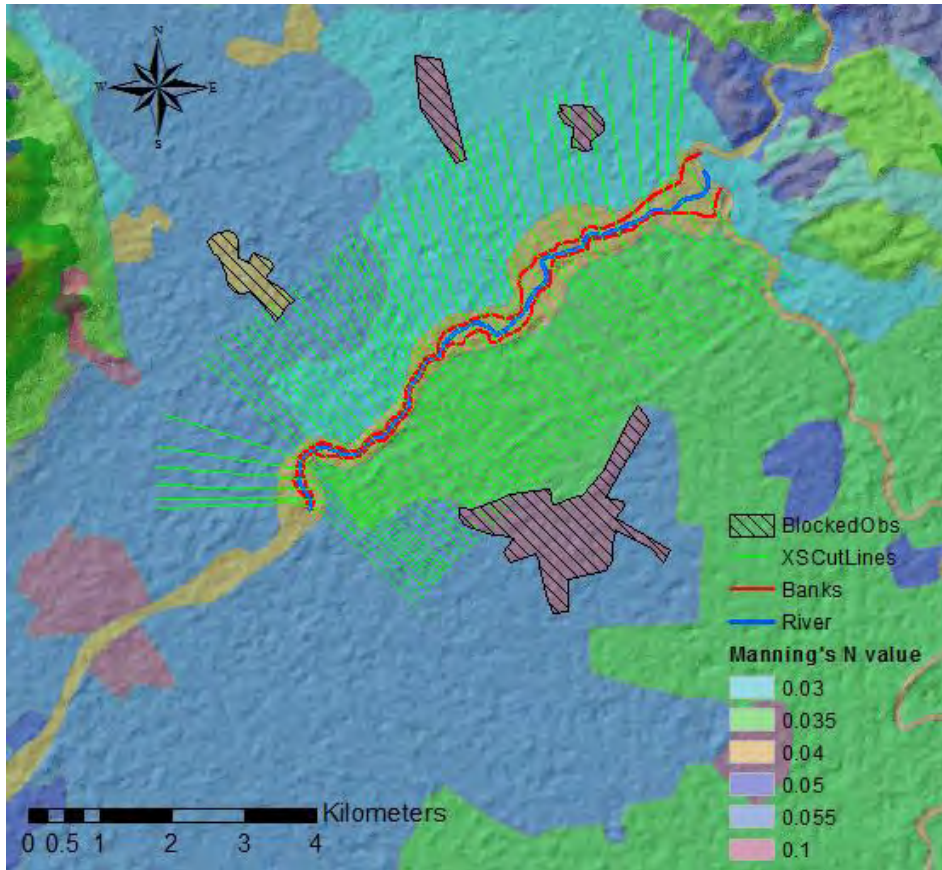 N
W E
S
BlockedObs
XSCutLines
Banks
River
Manning's N value
0.03
0.035
0.04
0.05
0.055
0.1
Kilometers
0 0.5 1 2 3 4